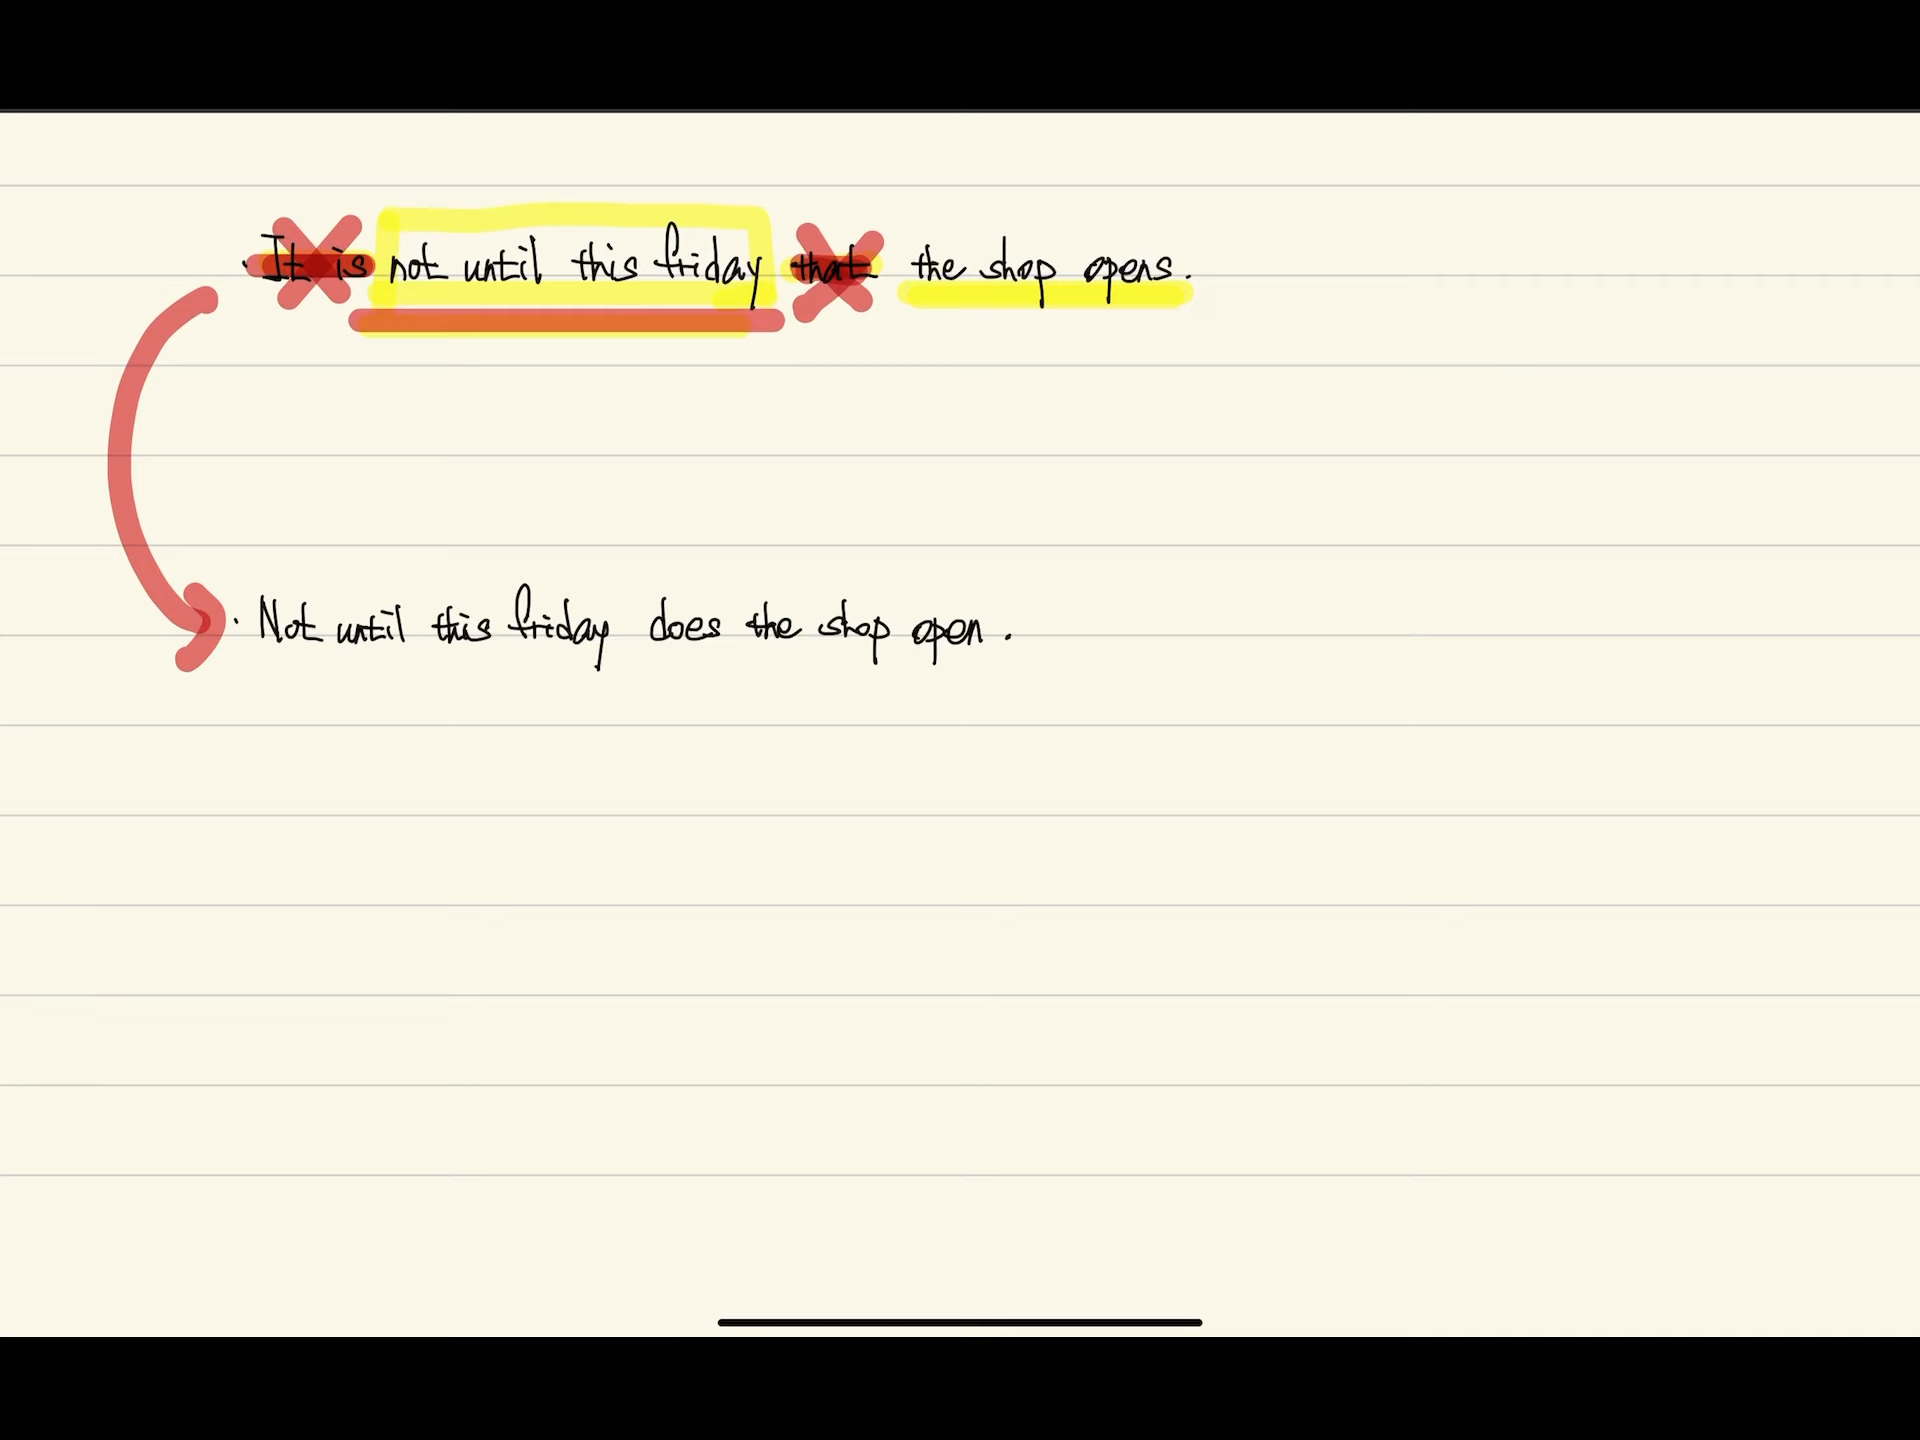 · It is not until this friday that the shop opens.
· Not until this friday does the shop open.